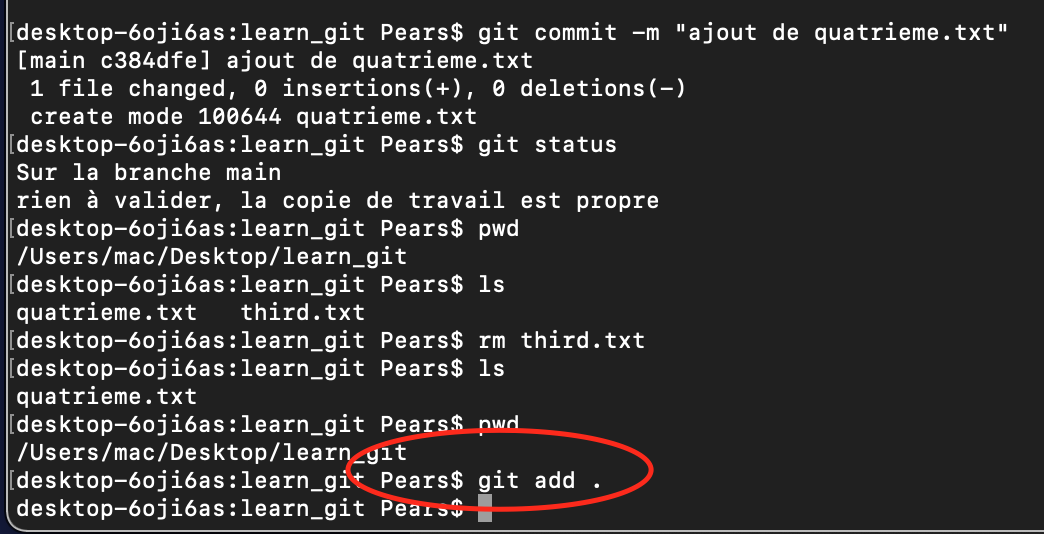 [desktop-6oji6as:learn_git Pears$ git commit -m "ajout de quatrieme.txt"
[main c384dfe] ajout de quatrieme.txt
 1 file changed, 0 insertions(+), 0 deletions(-)
 create mode 100644 quatrieme.txt
[desktop-6oji6as:learn_git Pears$ git status
Sur la branche main
rien à valider, la copie de travail est propre
[desktop-6oji6as:learn_git Pears$ pwd
/Users/mac/Desktop/learn_git
[desktop-6oji6as:learn_git Pears$ ls
quatrieme.txt   third.txt
[desktop-6oji6as:learn_git Pears$ rm third.txt
[desktop-6oji6as:learn_git Pears$ ls
quatrieme.txt
[desktop-6oji6as:learn_git Pears$ pwd
/Users/mac/Desktop/learn_git
[desktop-6oji6as:learn_git Pears$ git add .
desktop-6oji6as:learn_git Pears$